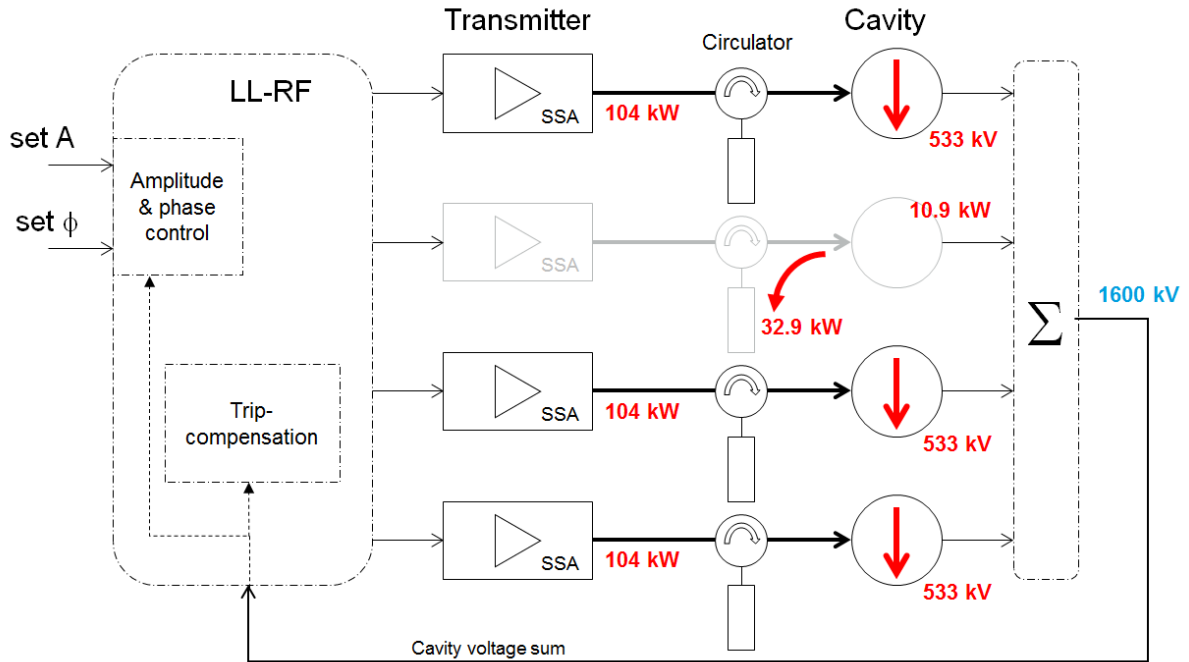 Transmitter
Cavity
Circulator
LL-RF
set A
set ϕ
Amplitude
& phase
control
Trip-
compensation
SSA
104 kW
533 kV
SSA
10.9 kW
32.9 kW
SSA
104 kW
533 kV
SSA
104 kW
533 kV
Σ
1600 kV
Cavity voltage sum